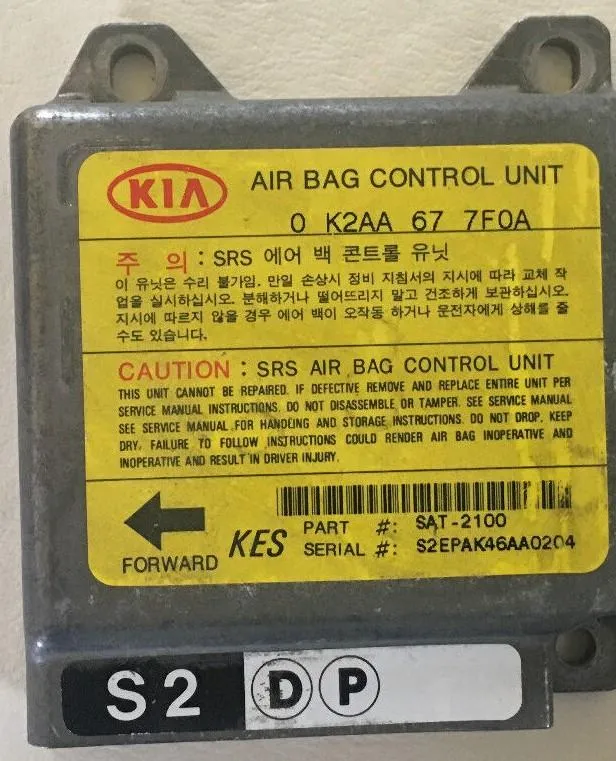 KIA AIR BAG CONTROL UNIT
0 K2AA 67 7F0A
주 의 : SRS 에어 백 콘트롤 유닛
이 유닛은 수리 불가임. 만일 손상시 정비 지침서의 지시에 따라 교체 작
업을 실시하십시오. 분해하거나 떨어뜨리지 말고 건조하게 보관하십시오.
지시에 따르지 않을 경우 에어 백이 오작동 하거나 운전자에게 상해를 줄
수도 있습니다.
CAUTION : SRS AIR BAG CONTROL UNIT
THIS UNIT CANNOT BE REPAIRED. IF DEFECTIVE REMOVE AND REPLACE ENTIRE UNIT PER
SERVICE MANUAL INSTRUCTIONS. DO NOT DISASSEMBLE OR TAMPER. SEE SERVICE MANUAL
SEE SERVICE MANUAL FOR HANDLING AND STORAGE INSTRUCTIONS. DO NOT DROP, KEEP
DRY. FAILURE TO FOLLOW INSTRUCTIONS COULD RENDER AIR BAG INOPERATIVE AND
INOPERATIVE AND RESULT IN DRIVER INJURY.
FORWARD
KES
PART #: SAT-2100
SERIAL #: S2EPAK46AA0204
S2 D P